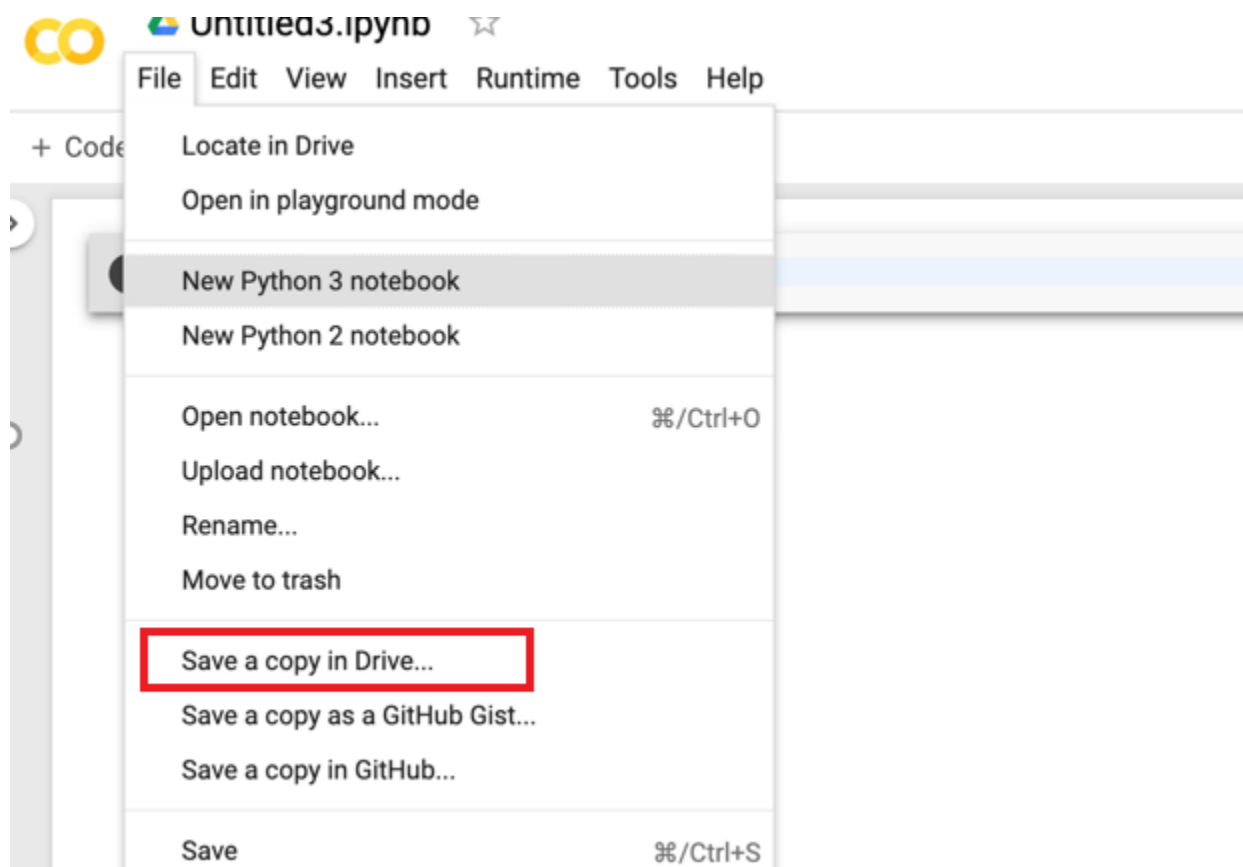 Untitled3.ipynb
File Edit View Insert Runtime Tools Help
+ Code
Locate in Drive
Open in playground mode
New Python 3 notebook
New Python 2 notebook
Open notebook... ⌘/Ctrl+O
Upload notebook...
Rename...
Move to trash
Save a copy in Drive...
Save a copy as a GitHub Gist...
Save a copy in GitHub...
Save ⌘/Ctrl+S